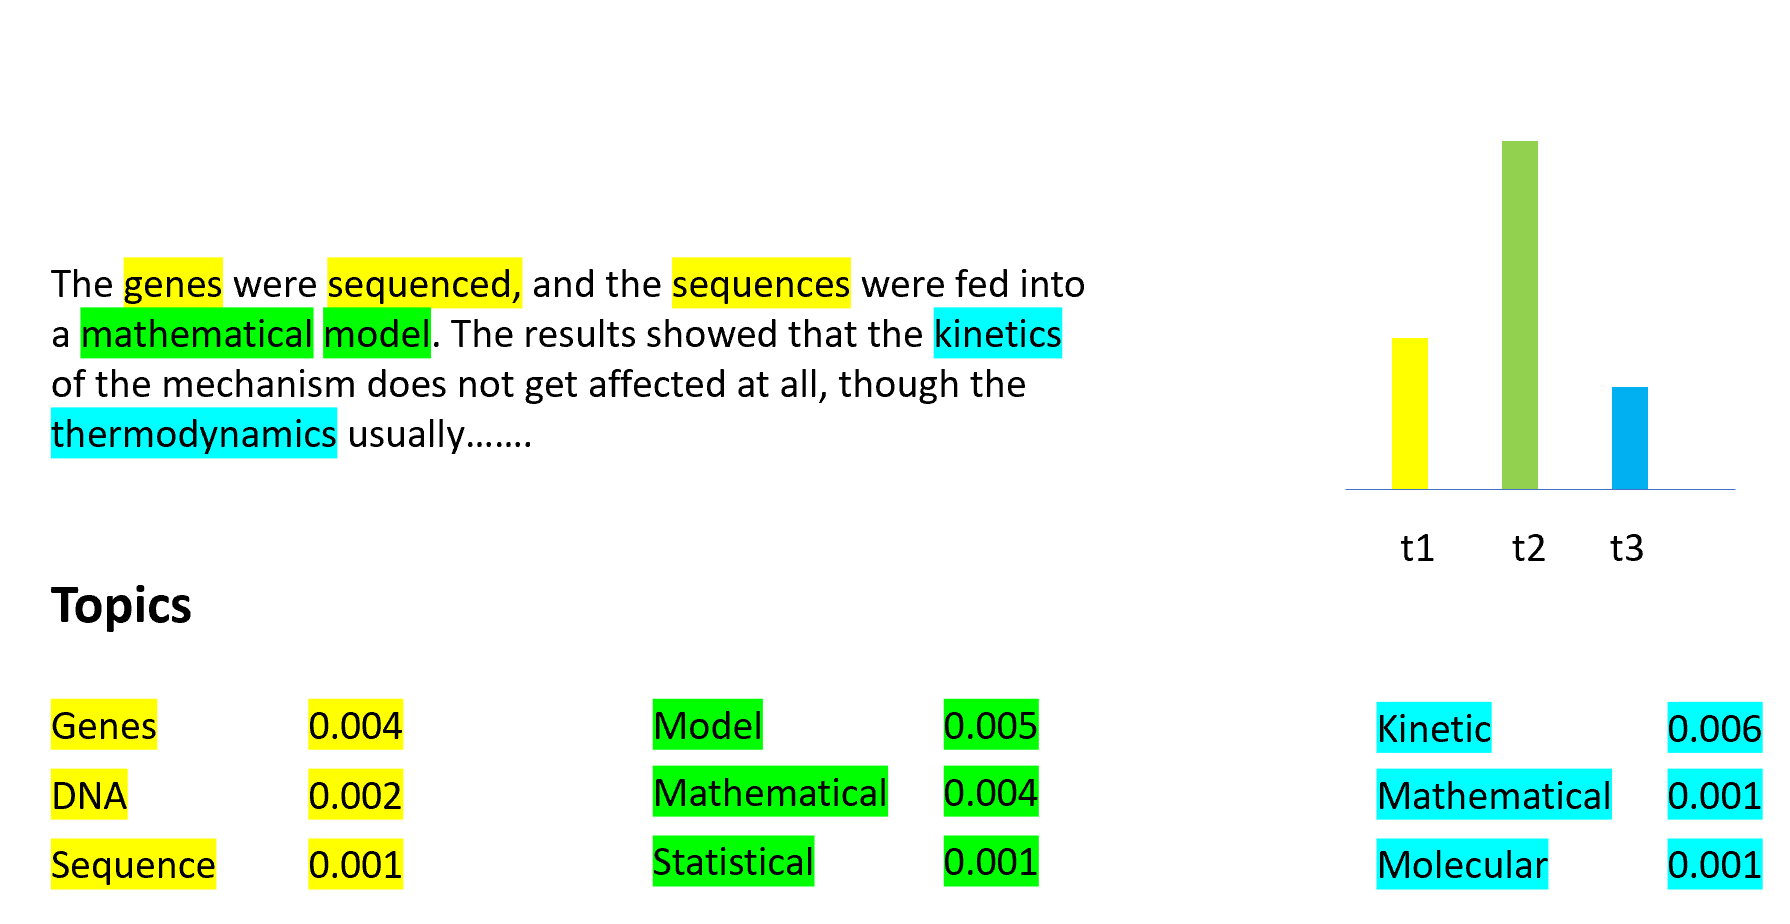 The genes were sequenced, and the sequences were fed into
a mathematical model. The results showed that the kinetics
of the mechanism does not get affected at all, though the
thermodynamics usually…….
t1 t2 t3
Topics
Genes 0.004 Model 0.005 Kinetic 0.006
DNA 0.002 Mathematical 0.004 Mathematical 0.001
Sequence 0.001 Statistical 0.001 Molecular 0.001